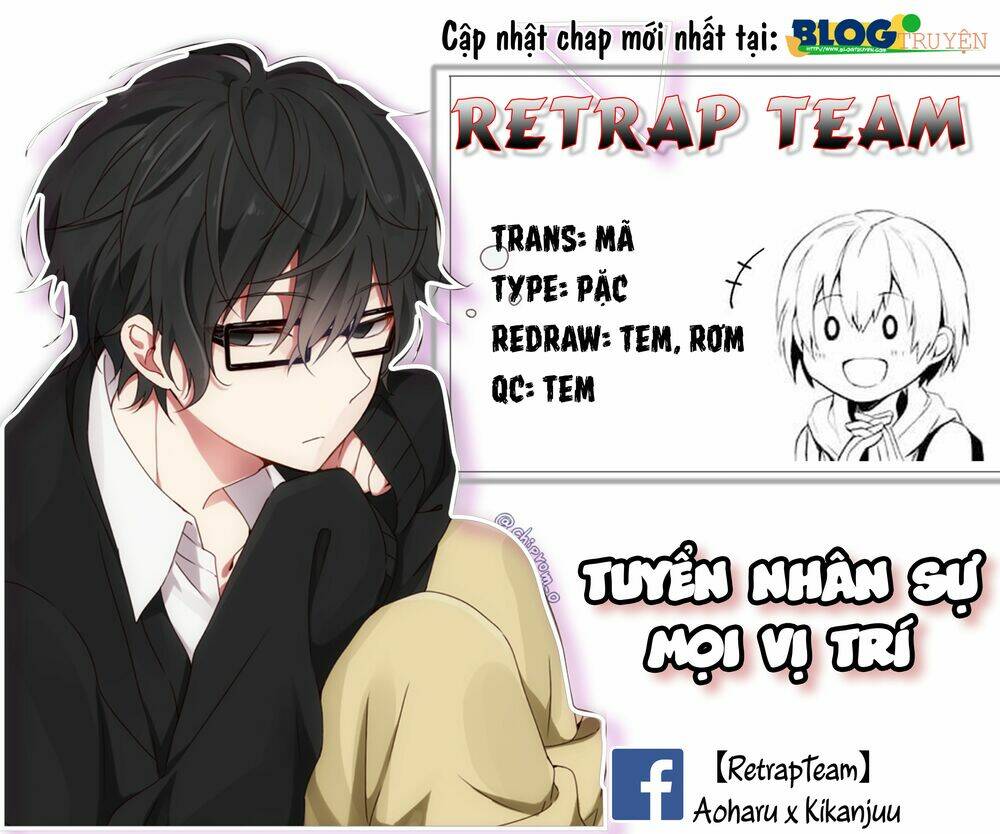 Cập nhật chap mới nhất tại: BLOG TRUYỆN
RETRAP TEAM
TRANS: MÃ
TYPE: PẶC
REDRAW: TEM, RƠM
QC: TEM
@chiprom_o
TUYỂN NHÂN SỰ
MỌI VỊ TRÍ
f 【RetrapTeam】
Aoharu x Kikanjuu